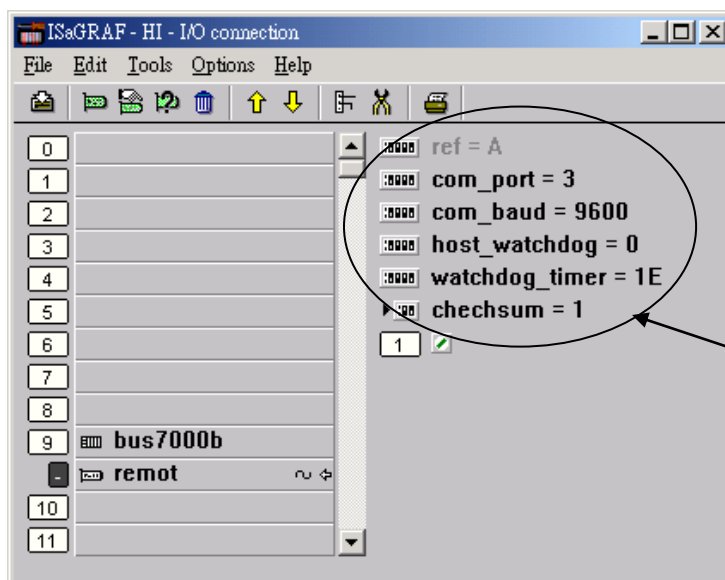 ISaGRAF - HI - I/O connection
File Edit Tools Options Help
0
1
2
3
4
5
6
7
8
9 bus7000b
- remot
10
11
ref = A
com_port = 3
com_baud = 9600
host_watchdog = 0
watchdog_timer = 1E
chechsum = 1
1